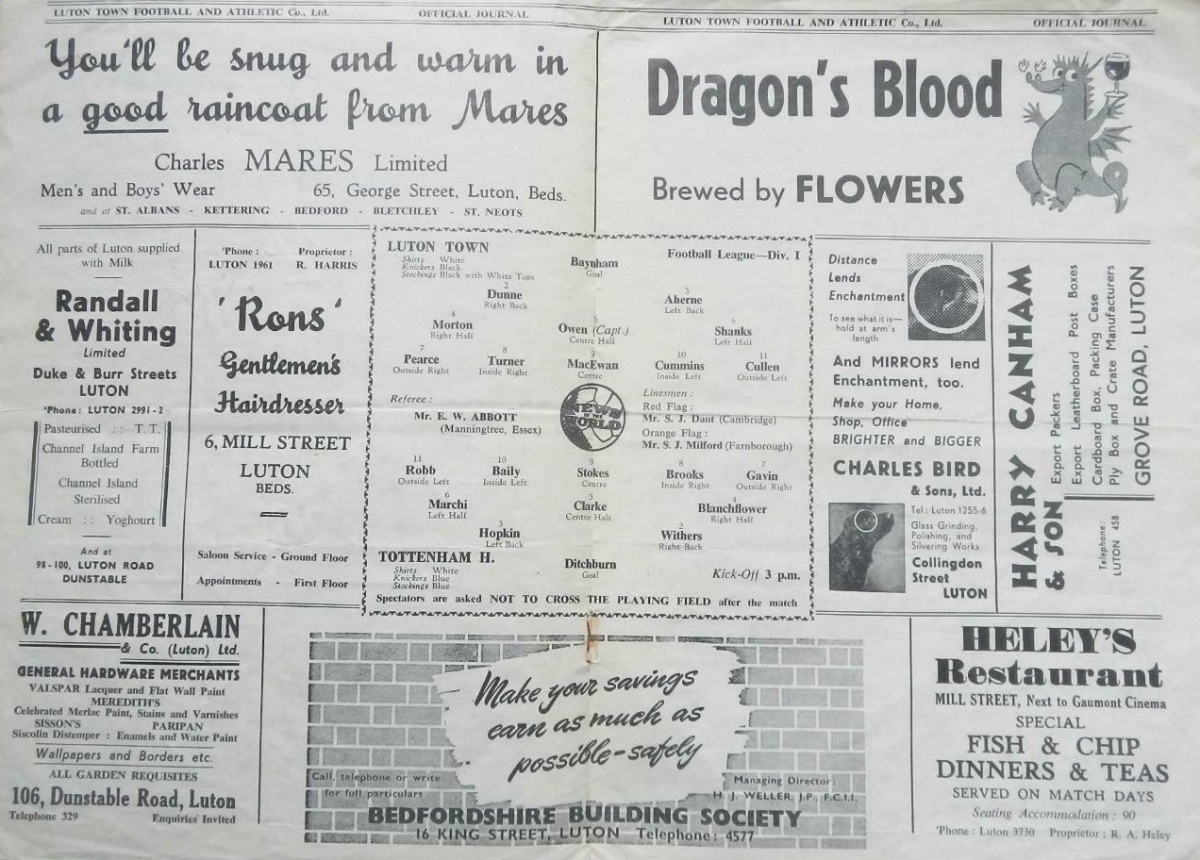 LUTON TOWN FOOTBALL AND ATHLETIC Co., Ltd. OFFICIAL JOURNAL
You'll be snug and warm in
a good raincoat from Mares
Charles MARES Limited
Men's and Boys' Wear 65, George Street, Luton, Beds.
and at ST. ALBANS - KETTERING - BEDFORD - BLETCHLEY - ST. NEOTS
LUTON TOWN FOOTBALL AND ATHLETIC Co., Ltd. OFFICIAL JOURNAL
Dragon's Blood
Brewed by FLOWERS
All parts of Luton supplied
with Milk
Randall
& Whiting
Limited
Duke & Burr Streets
LUTON
'Phone: LUTON 2991-2
Pasteurised :: T. T.
Channel Island Farm
Bottled
Channel Island
Sterilised
Cream :: Yoghourt
And at
98-100, LUTON ROAD
DUNSTABLE
'Phone : Proprietor :
LUTON 1961 R. HARRIS
'Rons'
Gentlemen's
Hairdresser
6, MILL STREET
LUTON
BEDS.
Saloon Service - Ground Floor
Appointments - First Floor
LUTON TOWN Football League—Div. I
Shirts White
Knickers Black
Stockings Black with White Tops
Baynham
Goal
2 3
Dunne Aherne
Right Back Left Back
4 5 6
Morton Owen (Capt.) Shanks
Right Half Centre Half Left Half
7 8 9 10 11
Pearce Turner MacEwan Cummins Cullen
Outside Right Inside Right Centre Inside Left Outside Left
Referee :
Mr. E. W. ABBOTT
(Manningtree, Essex)
NEWS
OF THE
WORLD
Linesmen :
Red Flag :
Mr. S. J. Dant (Cambridge)
Orange Flag :
Mr. S. J. Milford (Farnborough)
11 10 9 8 7
Robb Baily Stokes Brooks Gavin
Outside Left Inside Left Centre Inside Right Outside Right
6 5 4
Marchi Clarke Blanchflower
Left Half Centre Half Right Half
3 2
Hopkin Withers
Left Back Right Back
TOTTENHAM H. Ditchburn
Goal
Shirts White
Knickers Blue
Stockings Blue
Kick-Off 3 p.m.
Spectators are asked NOT TO CROSS THE PLAYING FIELD after the match
Distance
Lends
Enchantment
To see what it is—
hold at arm's
length
And MIRRORS lend
Enchantment, too.
Make your Home,
Shop, Office
BRIGHTER and BIGGER
CHARLES BIRD
& Sons, Ltd.
Tel: Luton 1255-6
Glass Grinding,
Polishing, and
Silvering Works
Collingdon
Street
LUTON
HARRY CANHAM
& SON Export Packers
Export Leatherboard Post Boxes
Cardboard Box, Packing Case
Ply Box and Crate Manufacturers
GROVE ROAD, LUTON
Telephone:
LUTON 458
W. CHAMBERLAIN
& Co. (Luton) Ltd.
GENERAL HARDWARE MERCHANTS
VALSPAR Lacquer and Flat Wall Paint
MEREDITH'S
Celebrated Merlac Paint, Stains and Varnishes
SISSON'S PARIPAN
Siscolin Distemper : Enamels and Water Paint
Wallpapers and Borders etc.
ALL GARDEN REQUISITES
106, Dunstable Road, Luton
Telephone 329 Enquiries Invited
Make your savings
earn as much as
possible-safely
Call, telephone or write
for full particulars
Managing Director:
H. J. WELLER, J.P., F.C.I.I.
BEDFORDSHIRE BUILDING SOCIETY
16 KING STREET, LUTON Telephone: 4577
HELEY'S
Restaurant
MILL STREET, Next to Gaumont Cinema
SPECIAL
FISH & CHIP
DINNERS & TEAS
SERVED ON MATCH DAYS
Seating Accommodation : 90
'Phone : Luton 3730 Proprietor : R. A. Heley